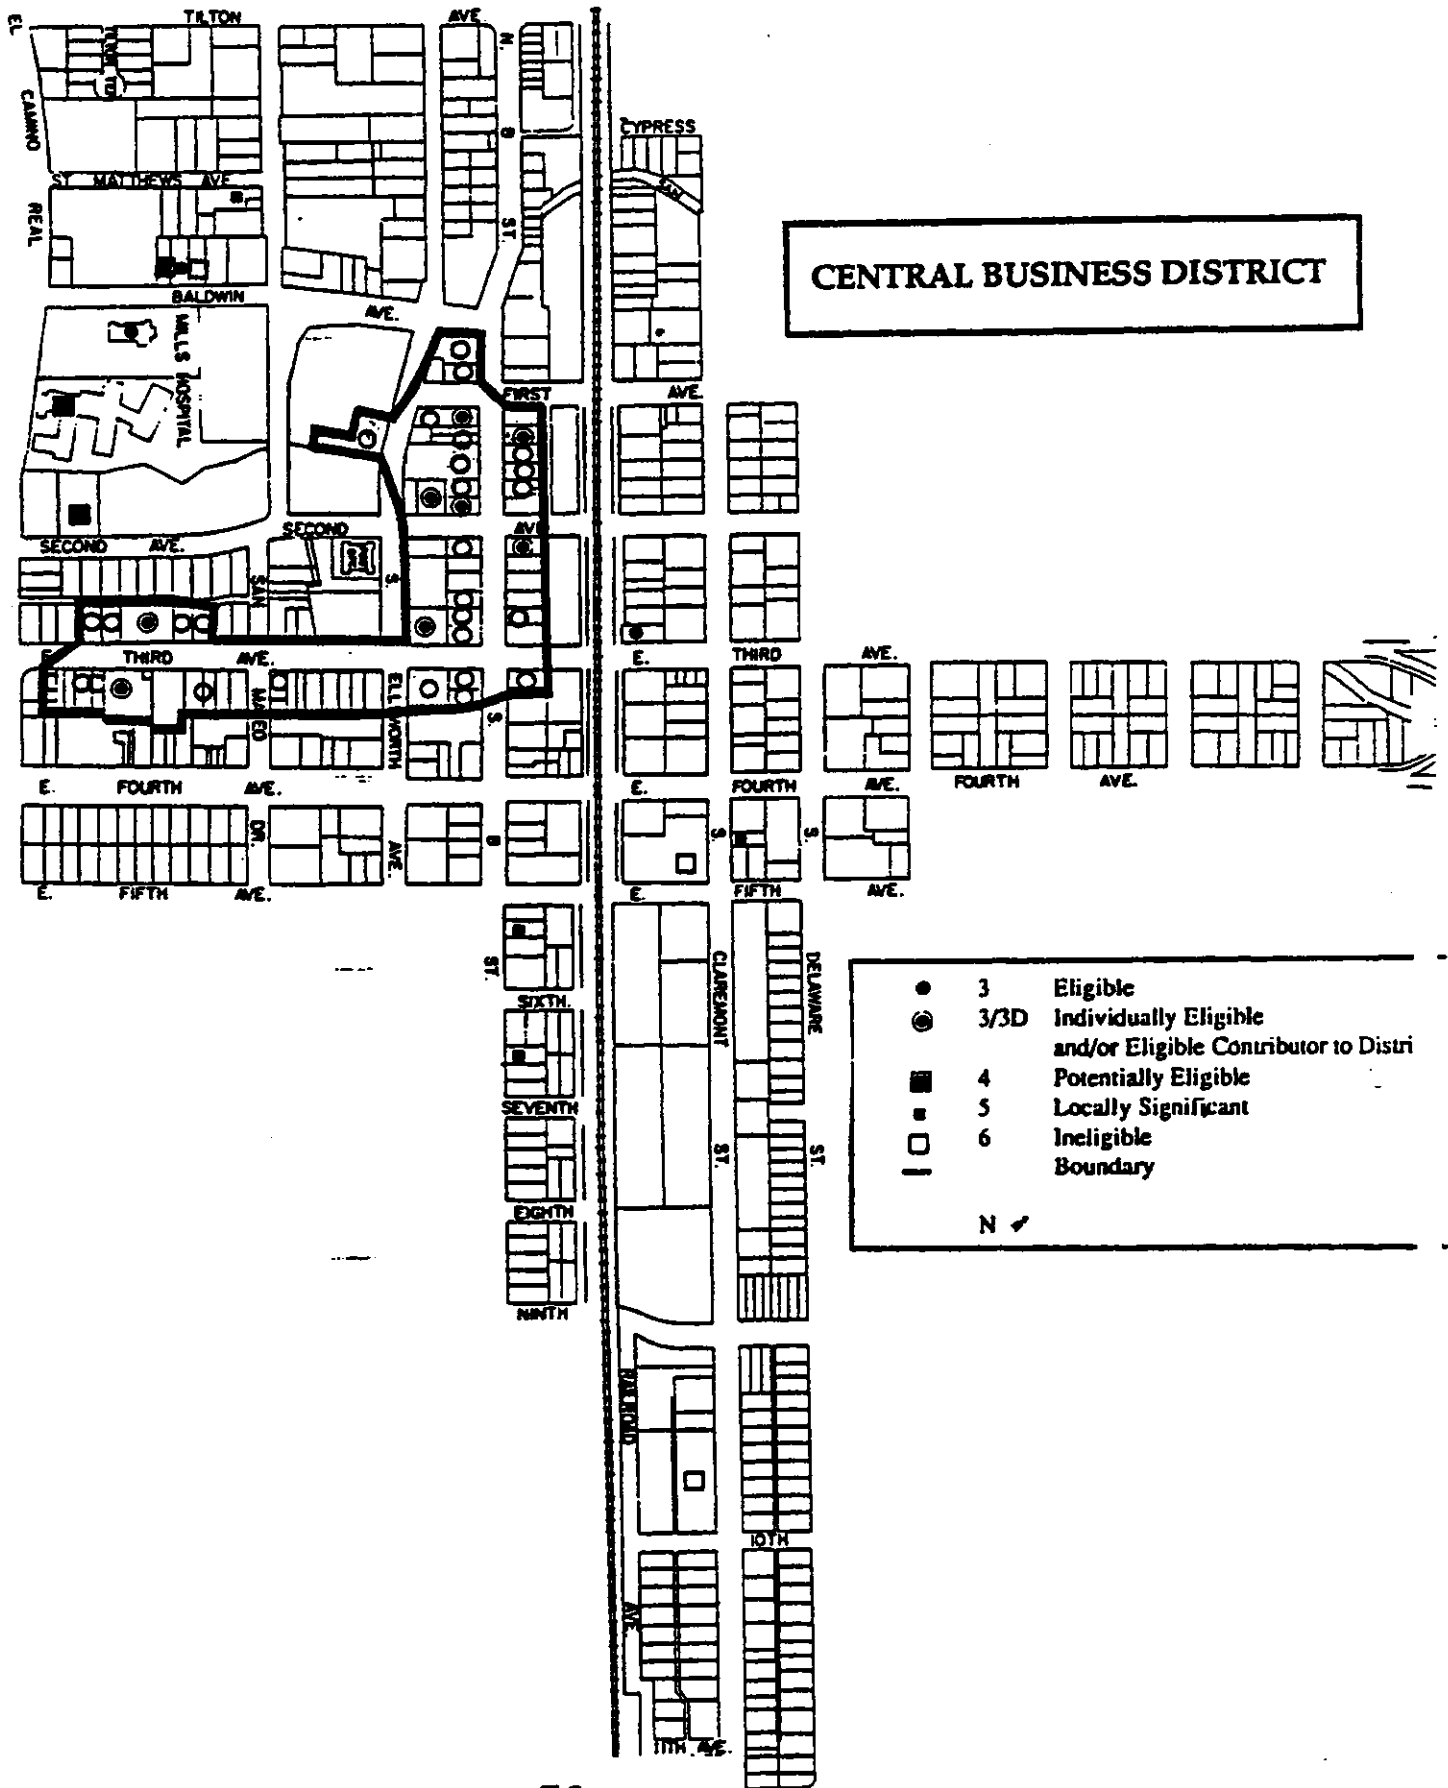 TILTON AVE
EL
CAMINO
REAL
N.
B
ST.
CYPRESS
SAN
ST. MATTHEWS AVE
BALDWIN
AVE.
MILLS HOSPITAL
CENTRAL BUSINESS DISTRICT
FIRST AVE.
SECOND AVE.
SECOND AVE
POST
SAN
S.
E. THIRD AVE.
E. THIRD AVE.
MATEO
ELLSWORTH
S.
E. FOURTH AVE.
E. FOURTH AVE.
FOURTH AVE.
DR.
AVE.
B
S.
S.
E. FIFTH AVE.
E. FIFTH AVE.
ST.
CLAREMONT
DELAWARE
SIXTH.
SEVENTH
ST.
ST.
EIGHTH
NINTH
3 Eligible
3/3D Individually Eligible
and/or Eligible Contributor to Distri
4 Potentially Eligible
5 Locally Significant
6 Ineligible
Boundary
N
RAILROAD
10TH
AVE.
11TH AVE.